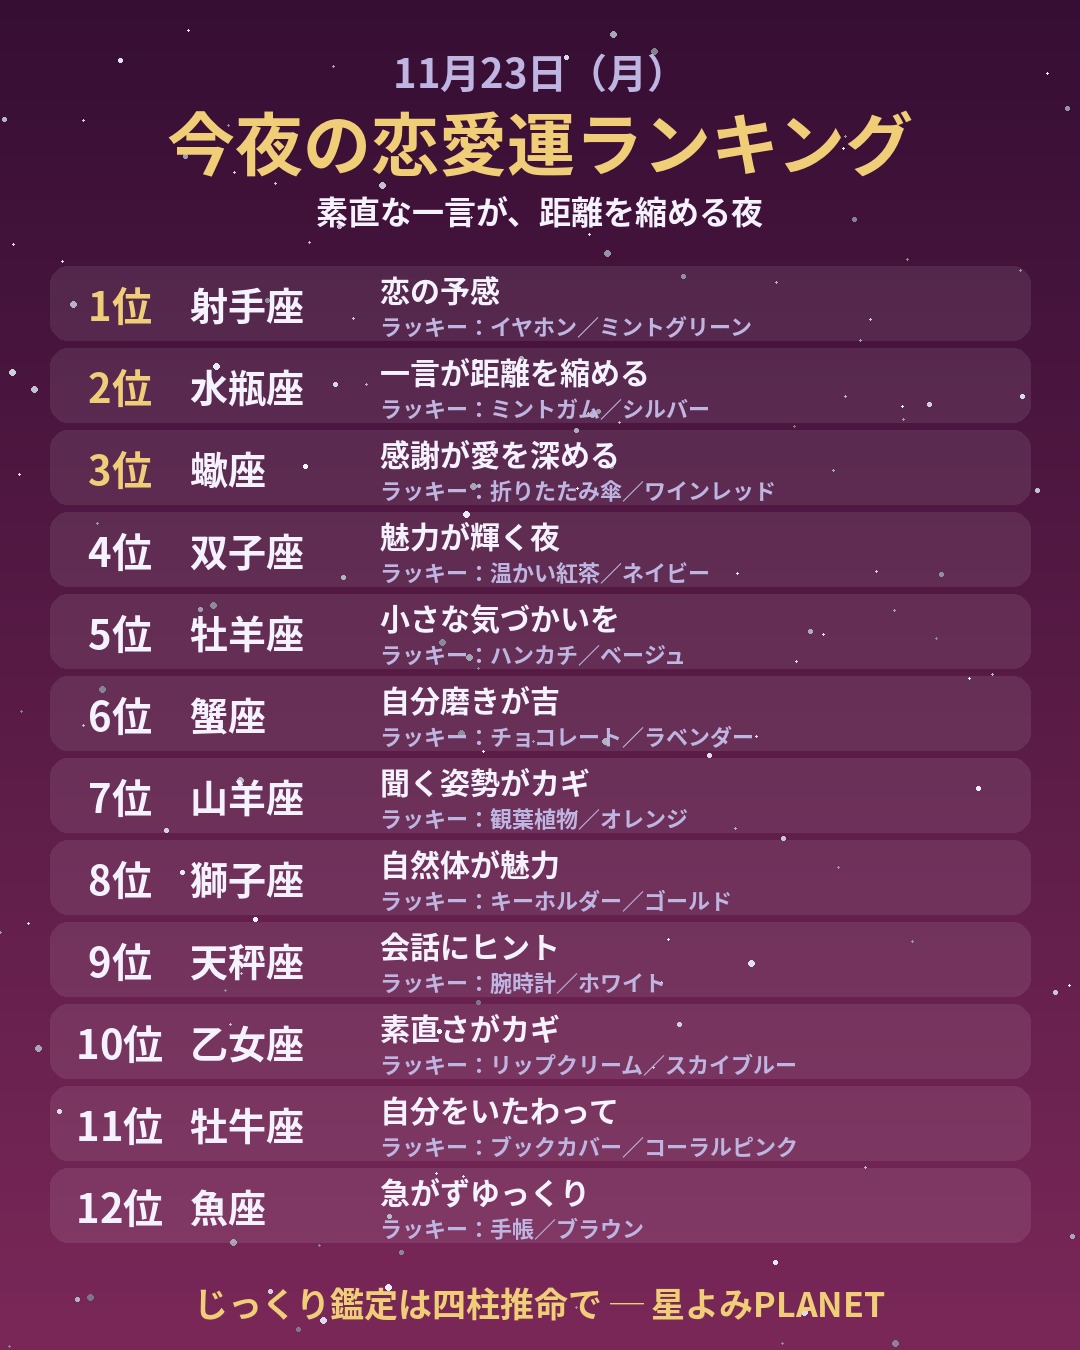 11月23日（月）
今夜の恋愛運ランキング
素直な一言が、距離を縮める夜
1位 射手座 恋の予感
ラッキー：イヤホン／ミントグリーン
2位 水瓶座 一言が距離を縮める
ラッキー：ミントガム／シルバー
3位 蠍座 感謝が愛を深める
ラッキー：折りたたみ傘／ワインレッド
4位 双子座 魅力が輝く夜
ラッキー：温かい紅茶／ネイビー
5位 牡羊座 小さな気づかいを
ラッキー：ハンカチ／ベージュ
6位 蟹座 自分磨きが吉
ラッキー：チョコレート／ラベンダー
7位 山羊座 聞く姿勢がカギ
ラッキー：観葉植物／オレンジ
8位 獅子座 自然体が魅力
ラッキー：キーホルダー／ゴールド
9位 天秤座 会話にヒント
ラッキー：腕時計／ホワイト
10位 乙女座 素直さがカギ
ラッキー：リップクリーム／スカイブルー
11位 牡牛座 自分をいたわって
ラッキー：ブックカバー／コーラルピンク
12位 魚座 急がずゆっくり
ラッキー：手帳／ブラウン
じっくり鑑定は四柱推命で ─ 星よみPLANET